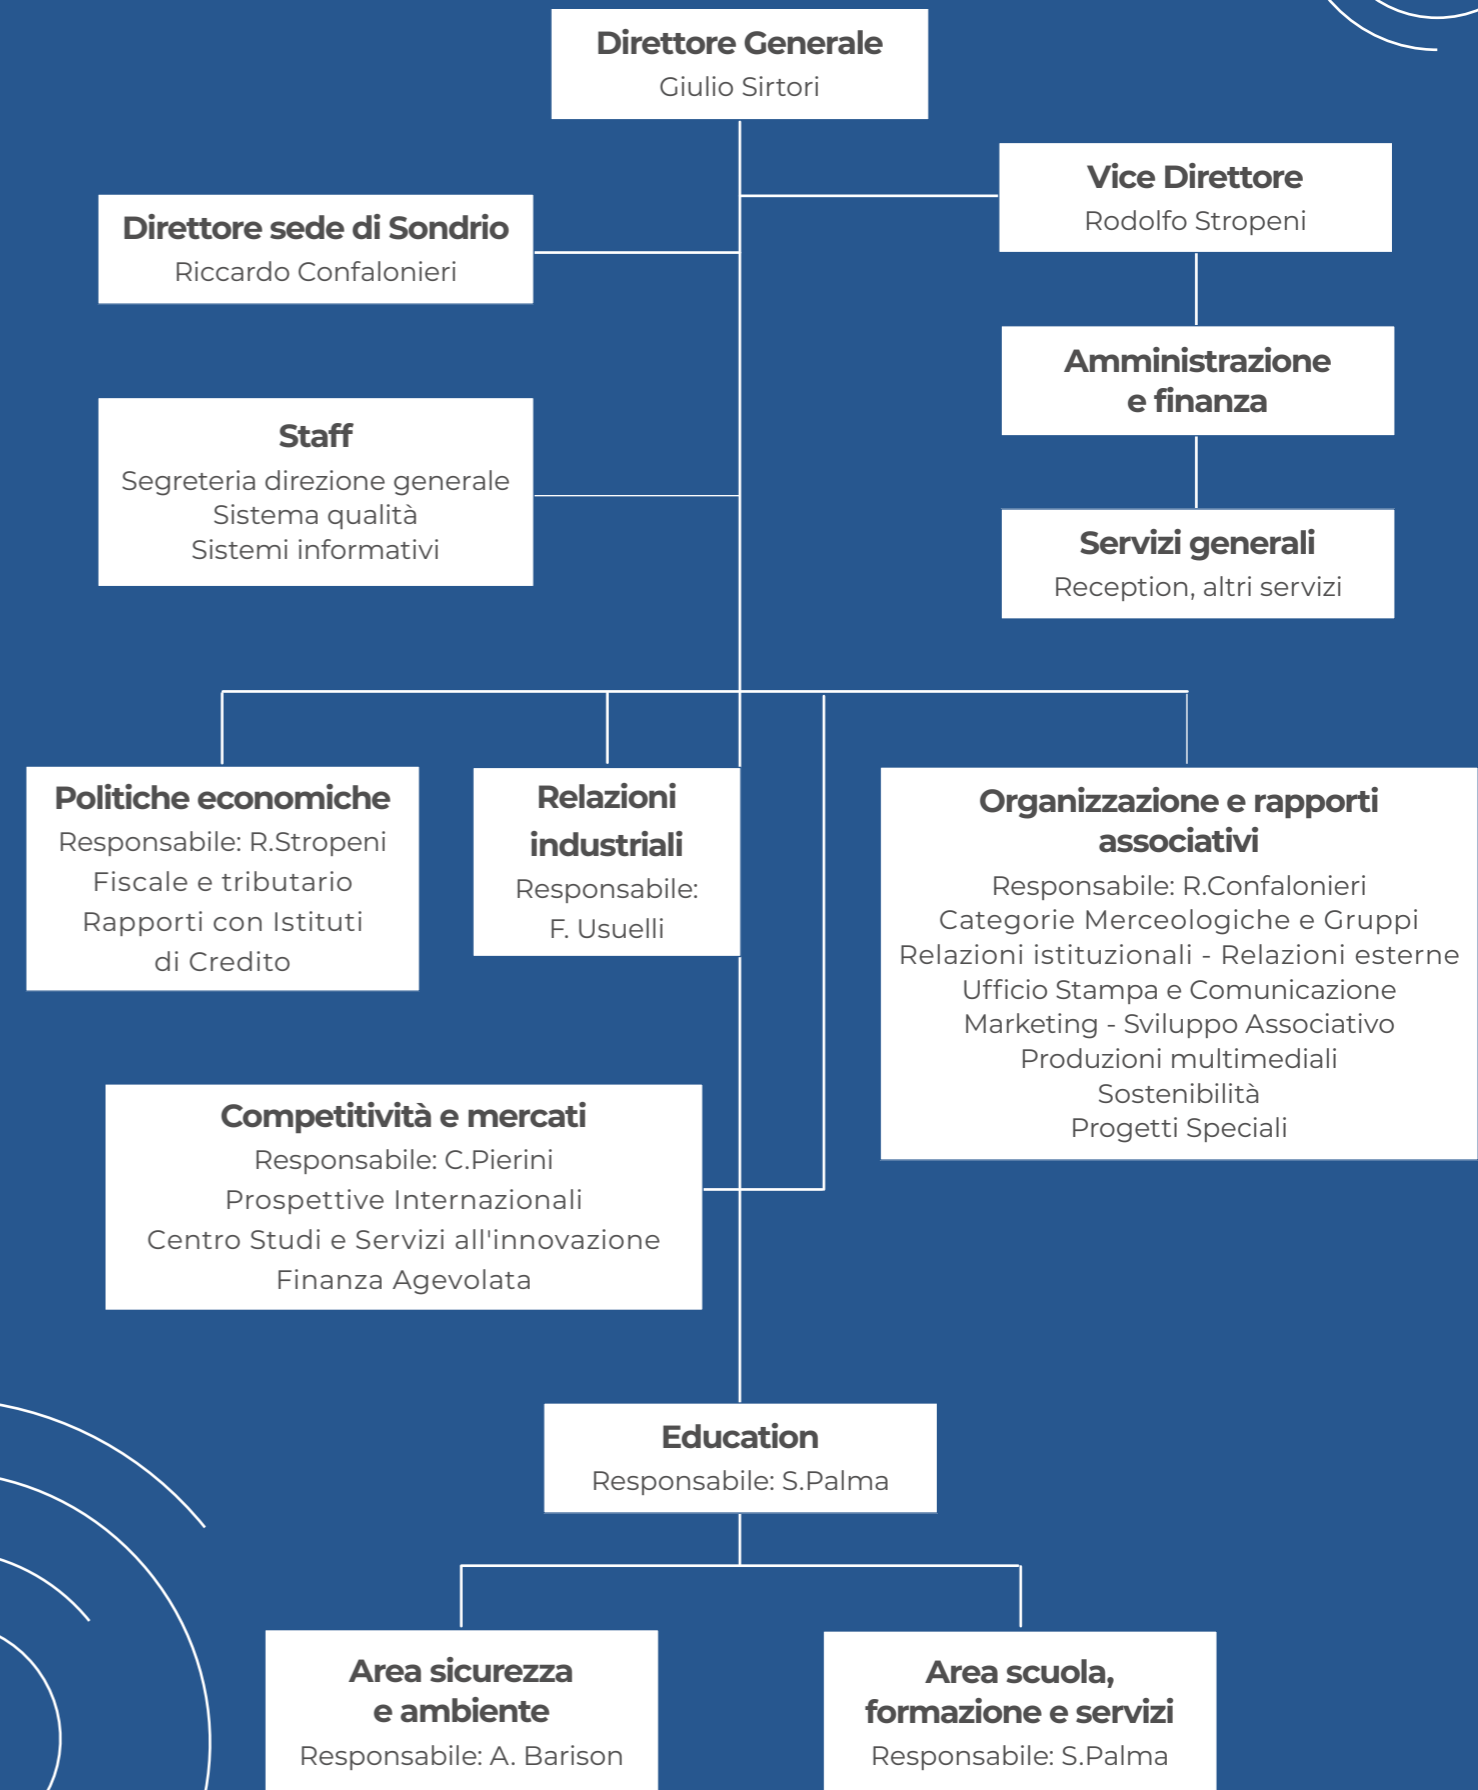 Direttore Generale
Giulio Sirtori
Vice Direttore
Rodolfo Stropeni
Direttore sede di Sondrio
Riccardo Confalonieri
Amministrazione
e finanza
Staff
Segreteria direzione generale
Sistema qualità
Sistemi informativi
Servizi generali
Reception, altri servizi
Politiche economiche
Responsabile: R.Stropeni
Fiscale e tributario
Rapporti con Istituti
di Credito
Relazioni
industriali
Responsabile:
F. Usuelli
Organizzazione e rapporti
associativi
Responsabile: R.Confalonieri
Categorie Merceologiche e Gruppi
Relazioni istituzionali - Relazioni esterne
Ufficio Stampa e Comunicazione
Marketing - Sviluppo Associativo
Produzioni multimediali
Sostenibilità
Progetti Speciali
Competitività e mercati
Responsabile: C.Pierini
Prospettive Internazionali
Centro Studi e Servizi all'innovazione
Finanza Agevolata
Education
Responsabile: S.Palma
Area sicurezza
e ambiente
Responsabile: A. Barison
Area scuola,
formazione e servizi
Responsabile: S.Palma